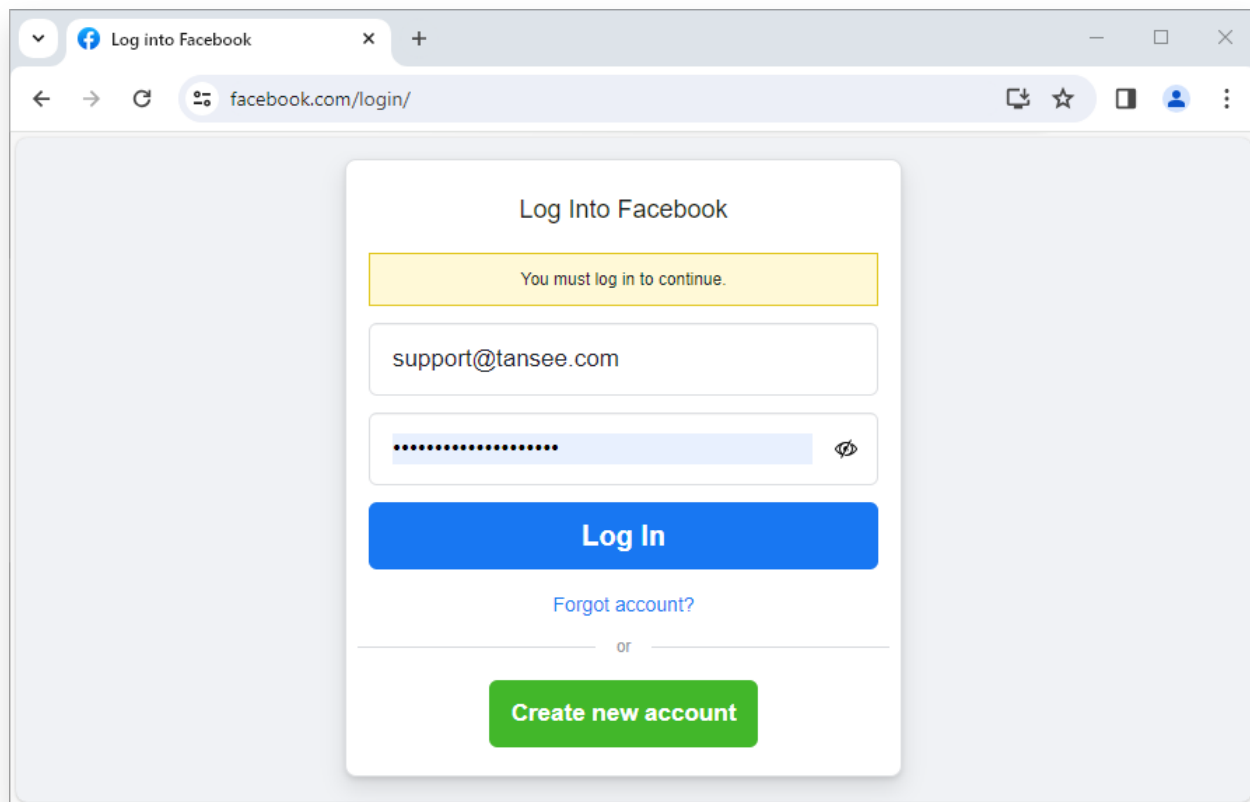 Log into Facebook
facebook.com/login/
Log Into Facebook
You must log in to continue.
support@tansee.com
••••••••••••••••••••
Log In
Forgot account?
or
Create new account